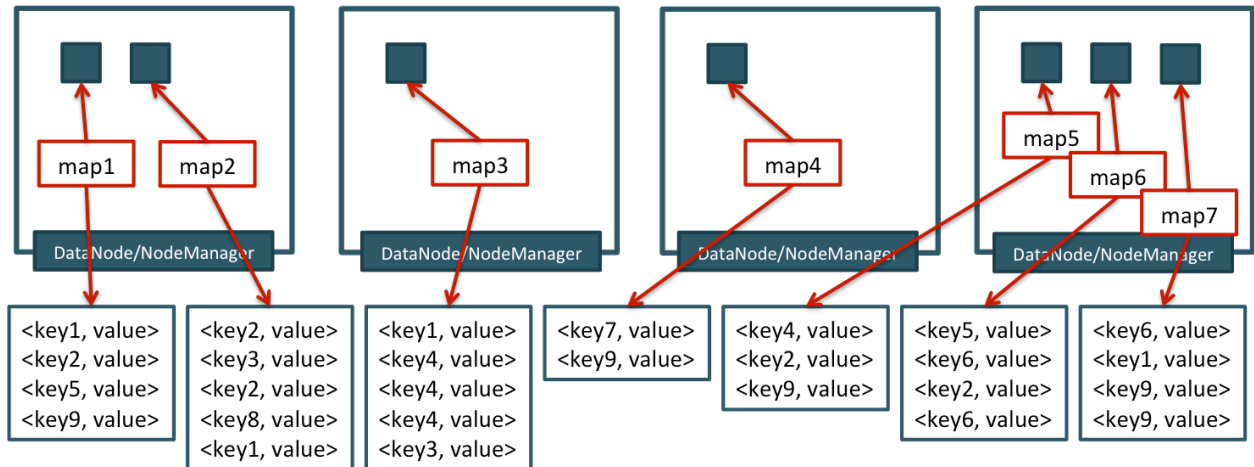 map1
map2
map3
map4
map5
map6
map7
DataNode/NodeManager
DataNode/NodeManager
DataNode/NodeManager
DataNode/NodeManager
<key1, value>
<key2, value>
<key5, value>
<key9, value>
<key2, value>
<key3, value>
<key2, value>
<key8, value>
<key1, value>
<key1, value>
<key4, value>
<key4, value>
<key4, value>
<key3, value>
<key7, value>
<key9, value>
<key4, value>
<key2, value>
<key9, value>
<key5, value>
<key6, value>
<key2, value>
<key6, value>
<key6, value>
<key1, value>
<key9, value>
<key9, value>